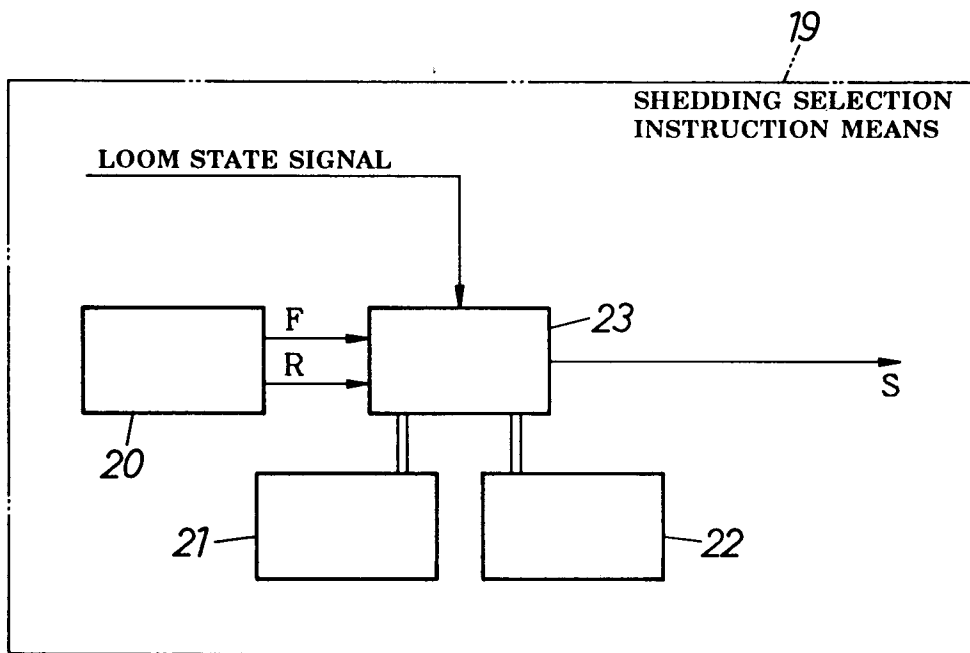 19
SHEDDING SELECTION
INSTRUCTION MEANS
LOOM STATE SIGNAL
F
23
R
S
20
21
22